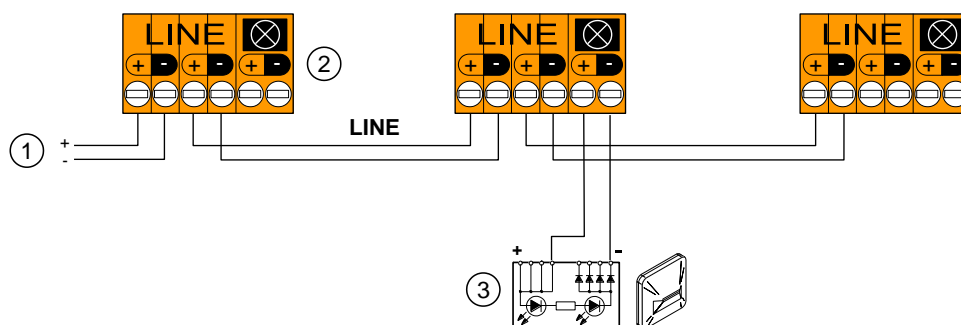 LINE LINE LINE
+ - + - + - + - + - + - + - + - + -
2
LINE
1 +
-
+ -
3